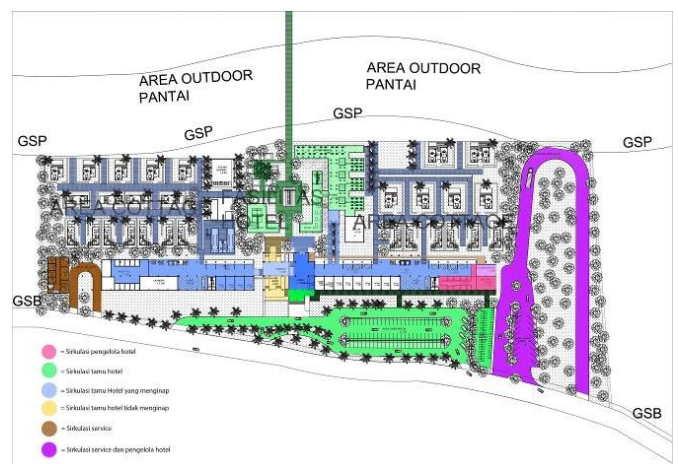 AREA OUTDOOR
PANTAI
AREA OUTDOOR
PANTAI
GSP
GSP
GSP
GSP
AREA COTTAGE
FASILITAS
HOTEL
AREA COTTAGE
GSB
GSB
= Sirkulasi pengelola hotel
= Sirkulasi tamu hotel
= Sirkulasi tamu Hotel yang menginap
= Sirkulasi tamu hotel tidak menginap
= Sirkulasi service
= Sirkulasi service dan pengelola hotel